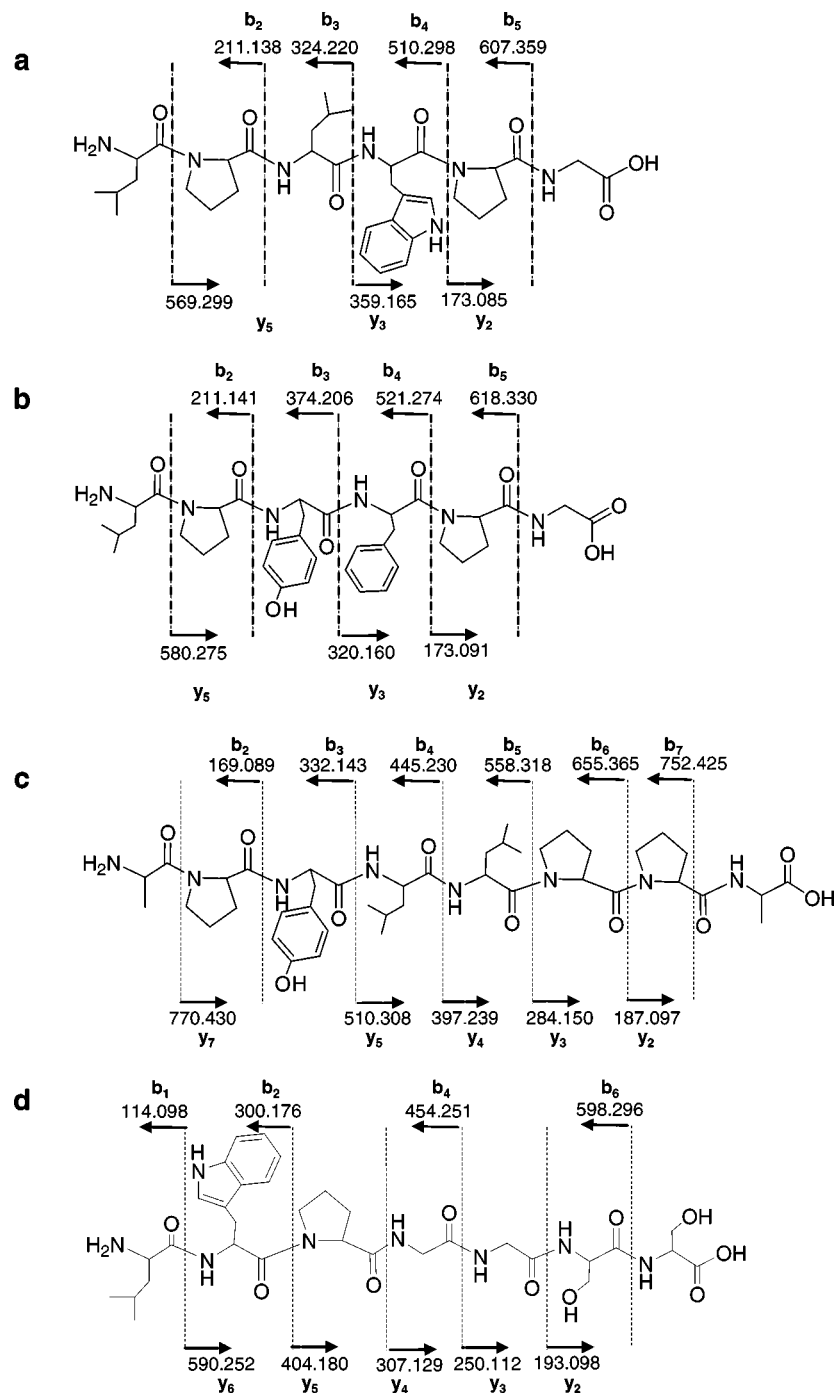 a
b₂ b₃ b₄ b₅
211.138 324.220 510.298 607.359
H₂N O N O N H O H N O N O N H O OH
N H
569.299 359.165 173.085
y₅ y₃ y₂
b
b₂ b₃ b₄ b₅
211.141 374.206 521.274 618.330
H₂N O N O N H O H N O N O N H O OH
OH
580.275 320.160 173.091
y₅ y₃ y₂
c
b₂ b₃ b₄ b₅ b₆ b₇
169.089 332.143 445.230 558.318 655.365 752.425
H₂N O N O N H O H N O N H O N O N O H N O OH
OH
770.430 510.308 397.239 284.150 187.097
y₇ y₅ y₄ y₃ y₂
d
b₁ b₂ b₄ b₆
114.098 300.176 454.251 598.296
H N
H₂N O N H O N O H N O N H O H N O N H OH O OH
OH
590.252 404.180 307.129 250.112 193.098
y₆ y₅ y₄ y₃ y₂